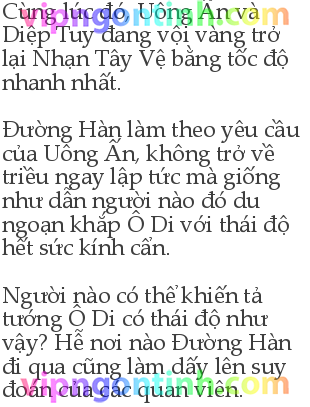 Cùng lúc đó, Uông Ấn và
Diệp Tuy đang vội vàng trở
lại Nhạn Tây Vệ bằng tốc độ
nhanh nhất.
Đường Hàn làm theo yêu cầu
của Uông Ấn, không trở về
triều ngay lập tức mà giống
như dẫn người nào đó du
ngoạn khắp Ô Di với thái độ
hết sức kính cẩn.
Người nào có thể khiến tả
tướng Ô Di có thái độ như
vậy? Hễ nơi nào Đường Hàn
đi qua cũng làm dấy lên suy
đoán của các quan viên.
vipngontinh.com
vipngontinh.com